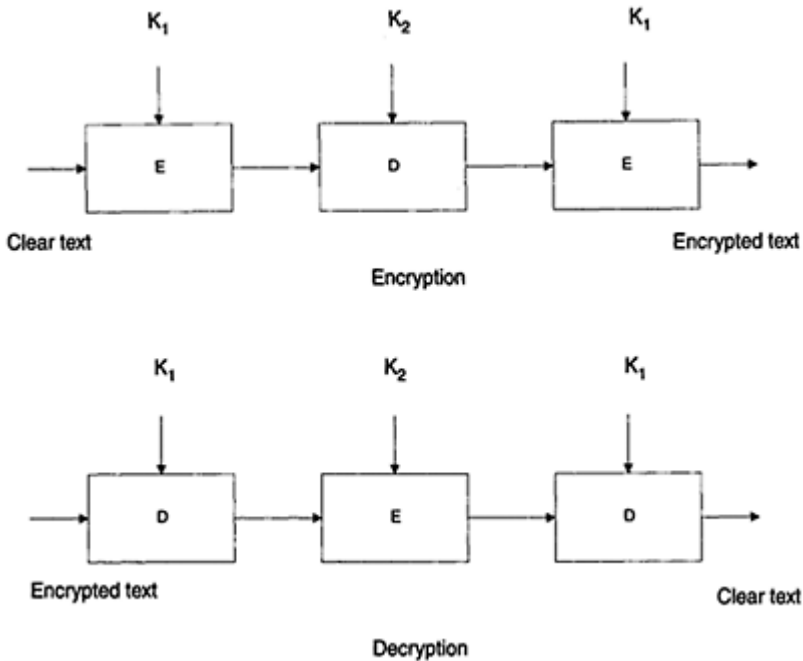 K₁ K₂ K₁
E D E
Clear text Encrypted text
Encryption
K₁ K₂ K₁
D E D
Encrypted text Clear text
Decryption